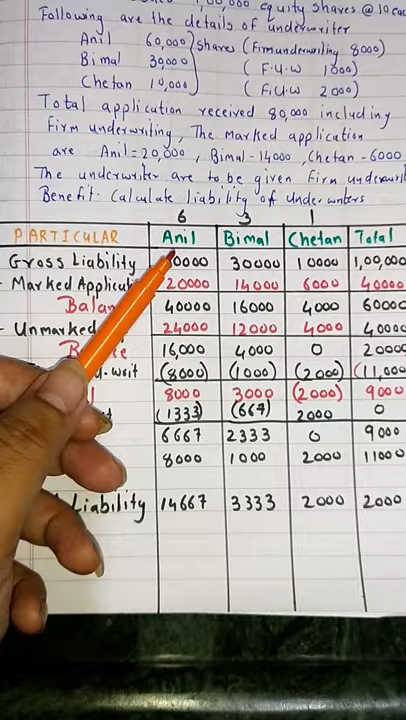 1,00,000 equity shares @ 10 each
Following are the details of underwriter
Anil 60,000 shares (Firm underwriting 8000)
Bimal 30,000 (F.U.W 1000)
Chetan 10,000 (F.U.W 2000)
Total application received 80,000 including
firm underwriting, The Marked application
are Anil=20,000, Bimal-14000, Chetan-6000
The underwriter are to be given firm
Benefit. Calculate liability of underwriters
6 3 1
PARTICULAR Anil Bimal Chetan Total
Gross Liability 0000 30000 10000 1,00,000
- Marked 20000 14000 6000 40000
40000 16000 4000 60000
- Unmarked 24000 12000 4000 40000
16,000 4000 0 20000
(8000) (1000) (2000) (11,000
8000 3000 (2000) 9000
(1333) (667) 2000 0
6667 2333 0 9000
8000 1000 2000 11000
Liability 14667 3333 2000 2000